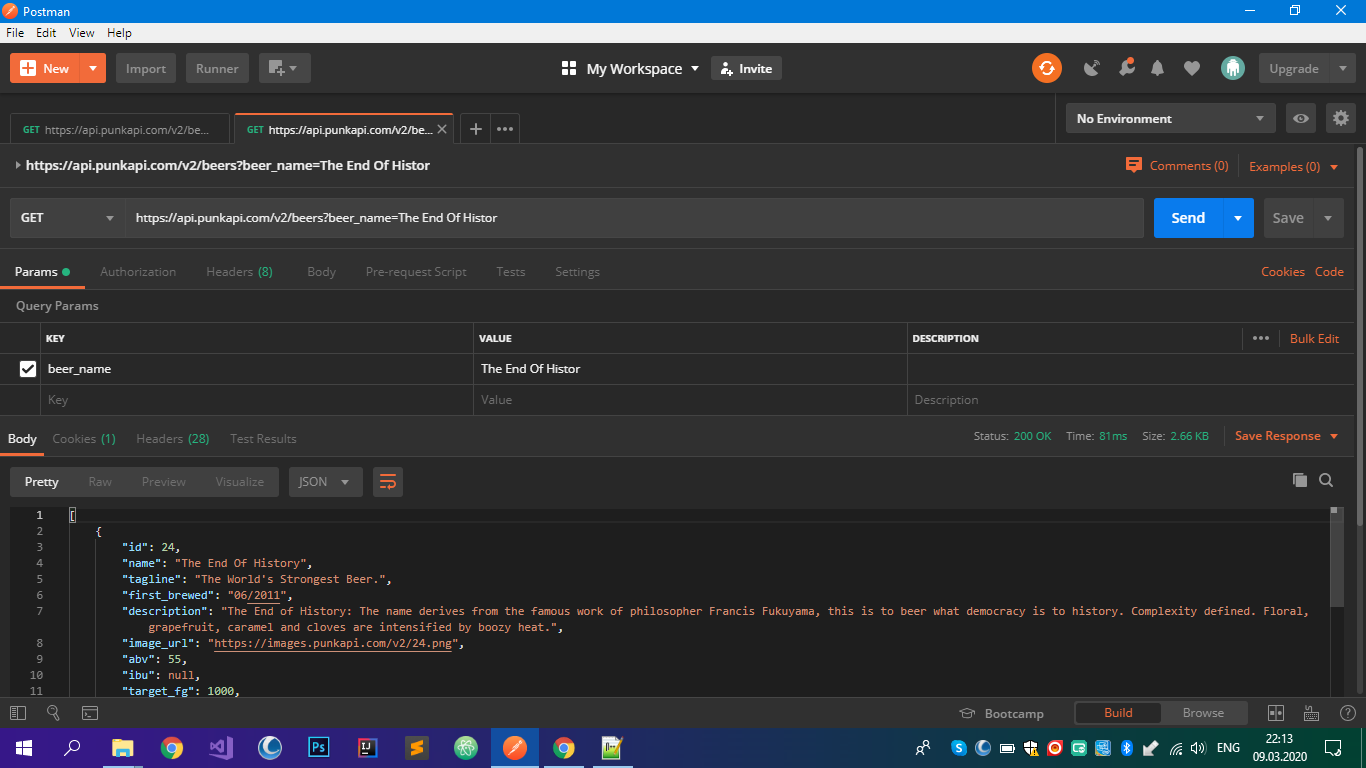 Postman
File Edit View Help
New Import Runner My Workspace Invite Upgrade
GET https://api.punkapi.com/v2/be... GET https://api.punkapi.com/v2/be... No Environment
https://api.punkapi.com/v2/beers?beer_name=The End Of Histor Comments (0) Examples (0)
GET https://api.punkapi.com/v2/beers?beer_name=The End Of Histor Send Save
Params Authorization Headers (8) Body Pre-request Script Tests Settings Cookies Code
Query Params
KEY VALUE DESCRIPTION Bulk Edit
beer_name The End Of Histor
Key Value Description
Body Cookies (1) Headers (28) Test Results Status: 200 OK Time: 81ms Size: 2.66 KB Save Response
Pretty Raw Preview Visualize JSON
1 [
2 {
3 "id": 24,
4 "name": "The End Of History",
5 "tagline": "The World's Strongest Beer.",
6 "first_brewed": "06/2011",
7 "description": "The End of History: The name derives from the famous work of philosopher Francis Fukuyama, this is to beer what democracy is to history. Complexity defined. Floral,
grapefruit, caramel and cloves are intensified by boozy heat.",
8 "image_url": "https://images.punkapi.com/v2/24.png",
9 "abv": 55,
10 "ibu": null,
11 "target_fg": 1000,
Bootcamp Build Browse
Ps IJ ENG 22:13
09.03.2020